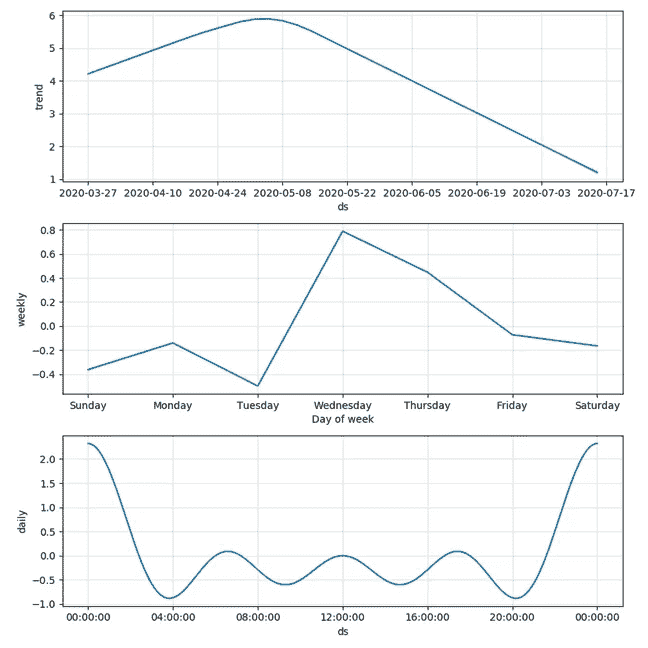 6
5
4
3
2
1
trend
2020-03-27 2020-04-10 2020-04-24 2020-05-08 2020-05-22 2020-06-05 2020-06-19 2020-07-03 2020-07-17
ds
0.8
0.6
0.4
0.2
0.0
−0.2
−0.4
weekly
Sunday Monday Tuesday Wednesday Thursday Friday Saturday
Day of week
2.0
1.5
1.0
0.5
0.0
−0.5
−1.0
daily
00:00:00 04:00:00 08:00:00 12:00:00 16:00:00 20:00:00 00:00:00
ds